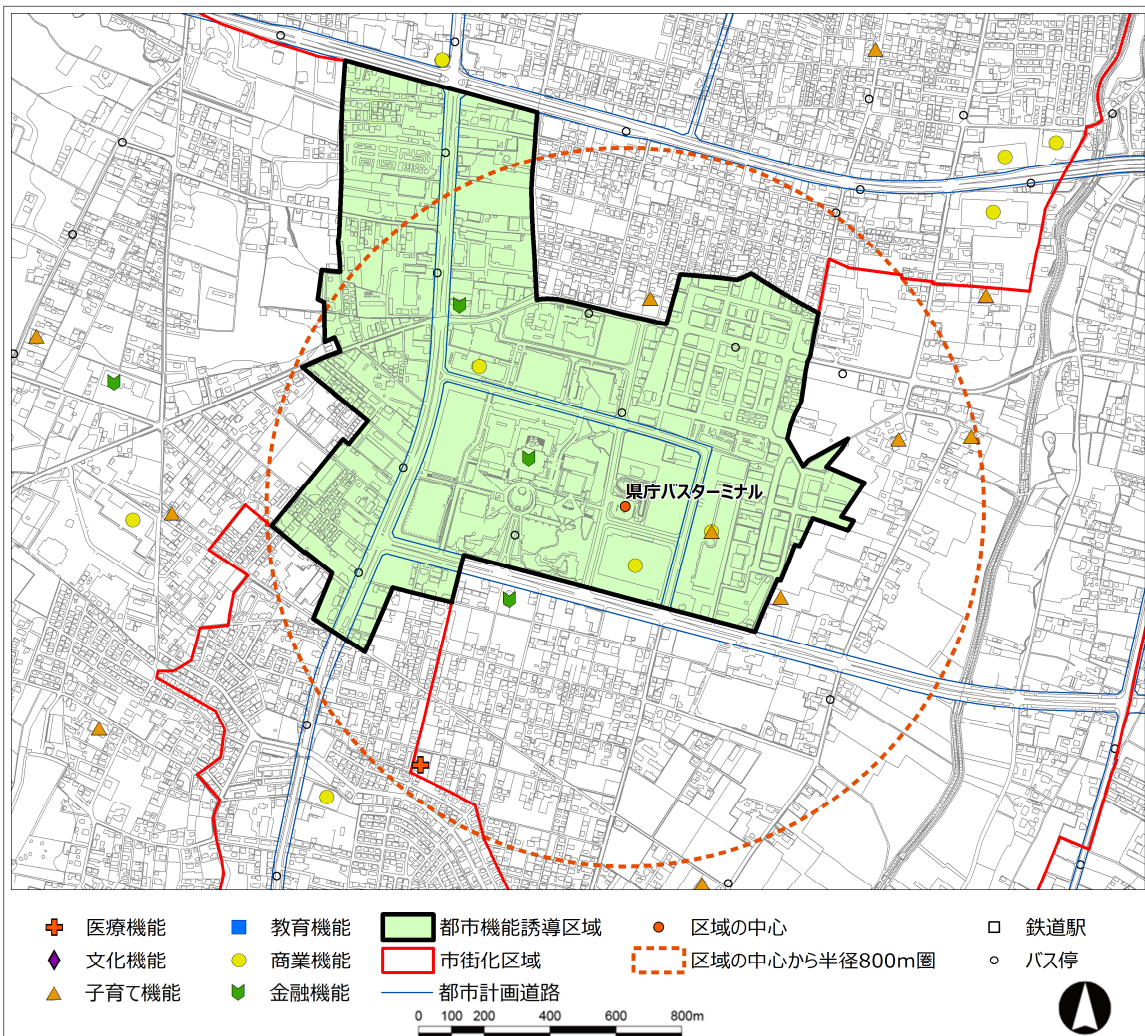 県庁バスターミナル
医療機能 教育機能 都市機能誘導区域 区域の中心 鉄道駅
文化機能 商業機能 市街化区域 区域の中心から半径800m圏 バス停
子育て機能 金融機能 都市計画道路
0 100 200 400 600 800m